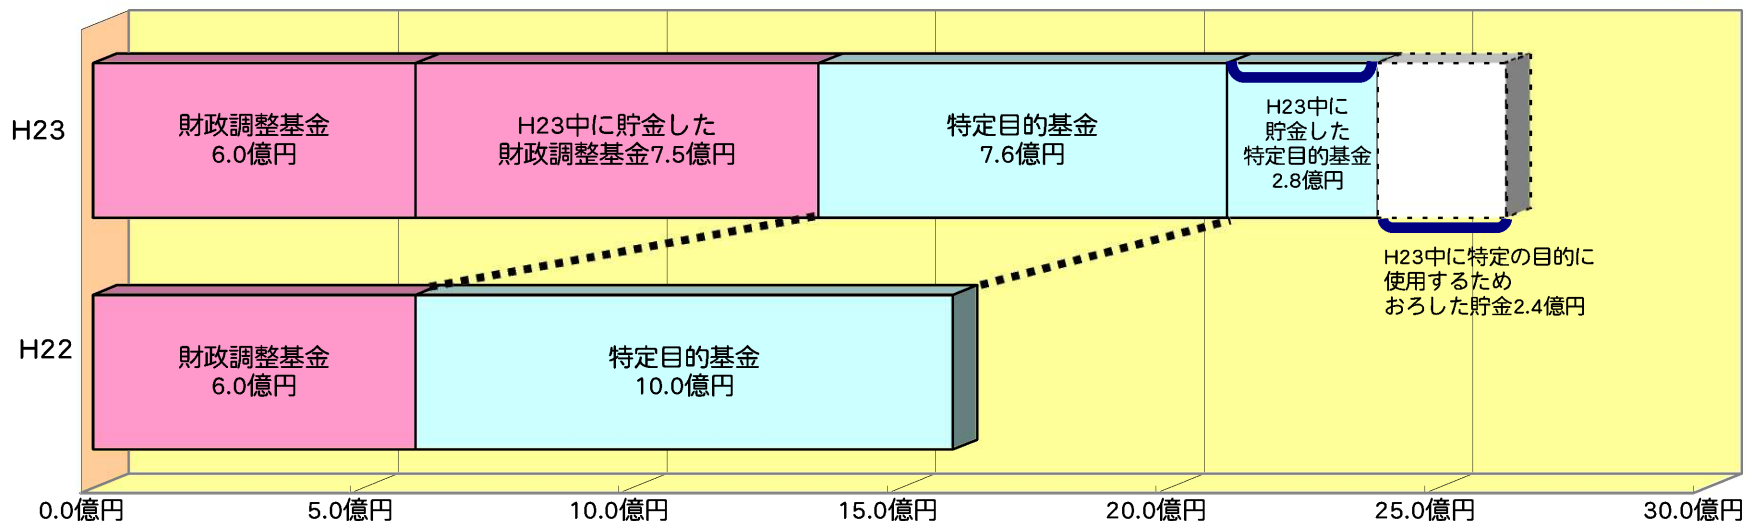 H23
財政調整基金
6.0億円
H23中に貯金した
財政調整基金7.5億円
特定目的基金
7.6億円
H23中に
貯金した
特定目的基金
2.8億円
H23中に特定の目的に
使用するため
おろした貯金2.4億円
H22
財政調整基金
6.0億円
特定目的基金
10.0億円
0.0億円 5.0億円 10.0億円 15.0億円 20.0億円 25.0億円 30.0億円